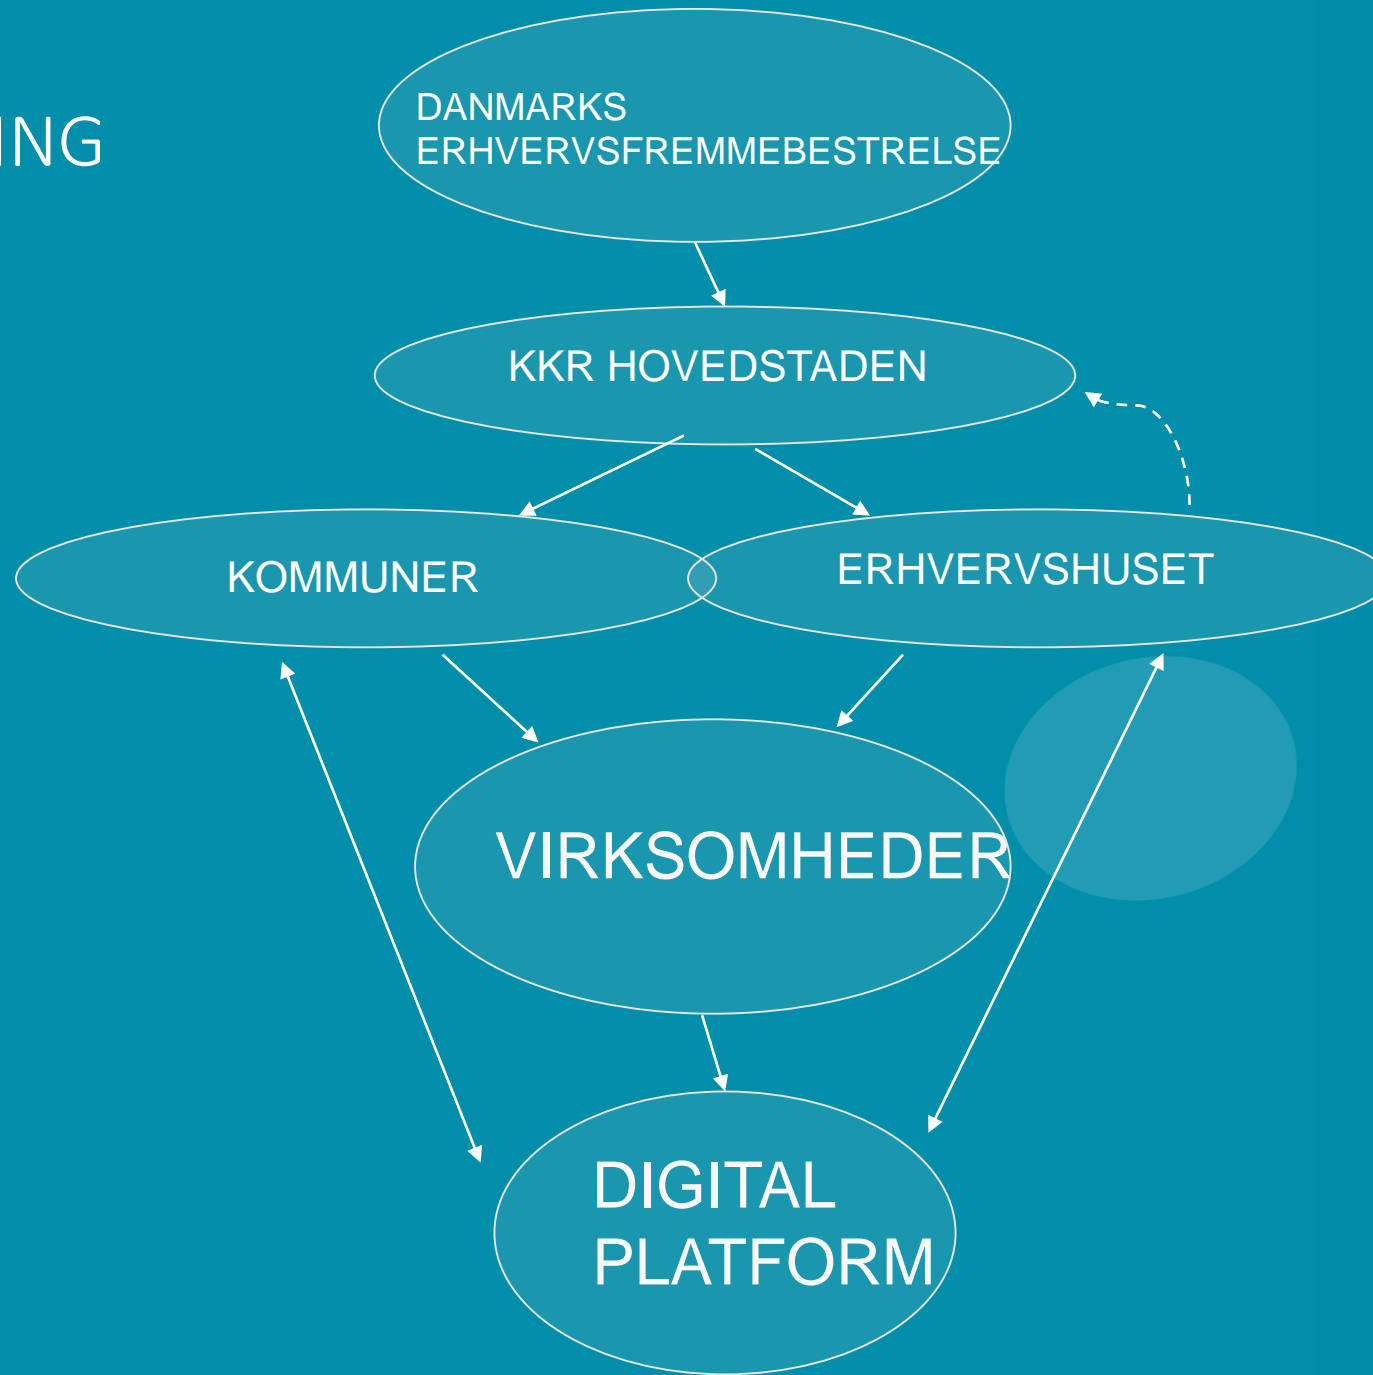 DANMARKS
ERHVERVSFREMMEBESTRELSE
ING
KKR HOVEDSTADEN
KOMMUNER
ERHVERVSHUSET
VIRKSOMHEDER
DIGITAL
PLATFORM